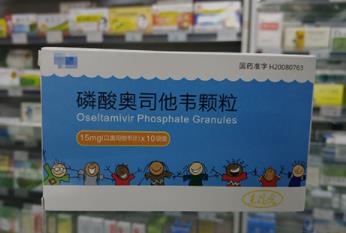 国药准字 H20080763
磷酸奥司他韦颗粒
Oseltamivir Phosphate Granules
15mg(以奥司他韦计)x10袋/盒